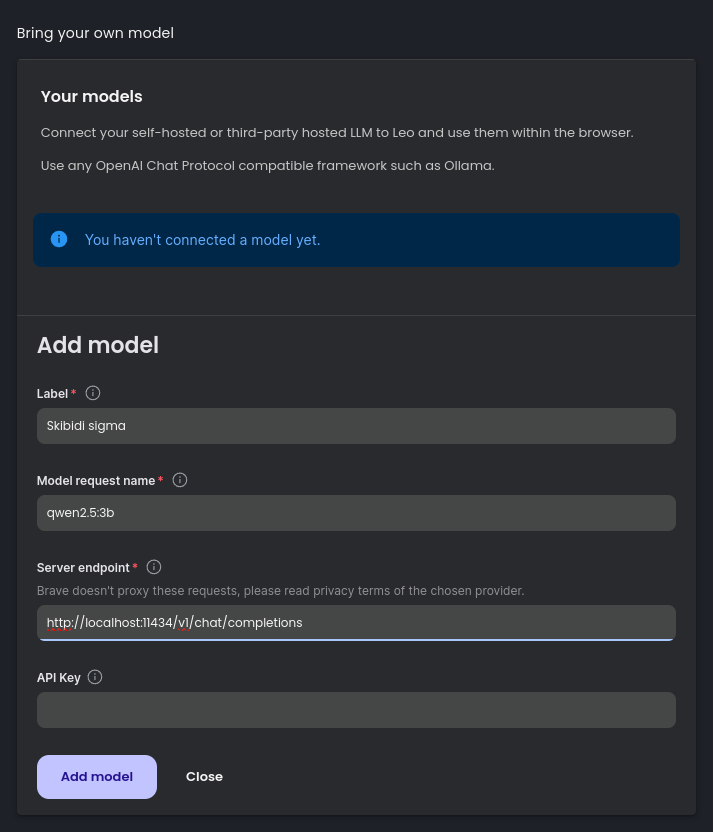 Bring your own model
Your models
Connect your self-hosted or third-party hosted LLM to Leo and use them within the browser.
Use any OpenAI Chat Protocol compatible framework such as Ollama.
You haven't connected a model yet.
Add model
Label*
Skibidi sigma
Model request name*
qwen2.5:3b
Server endpoint*
Brave doesn't proxy these requests, please read privacy terms of the chosen provider.
http://localhost:11434/v1/chat/completions
API Key
Add model Close